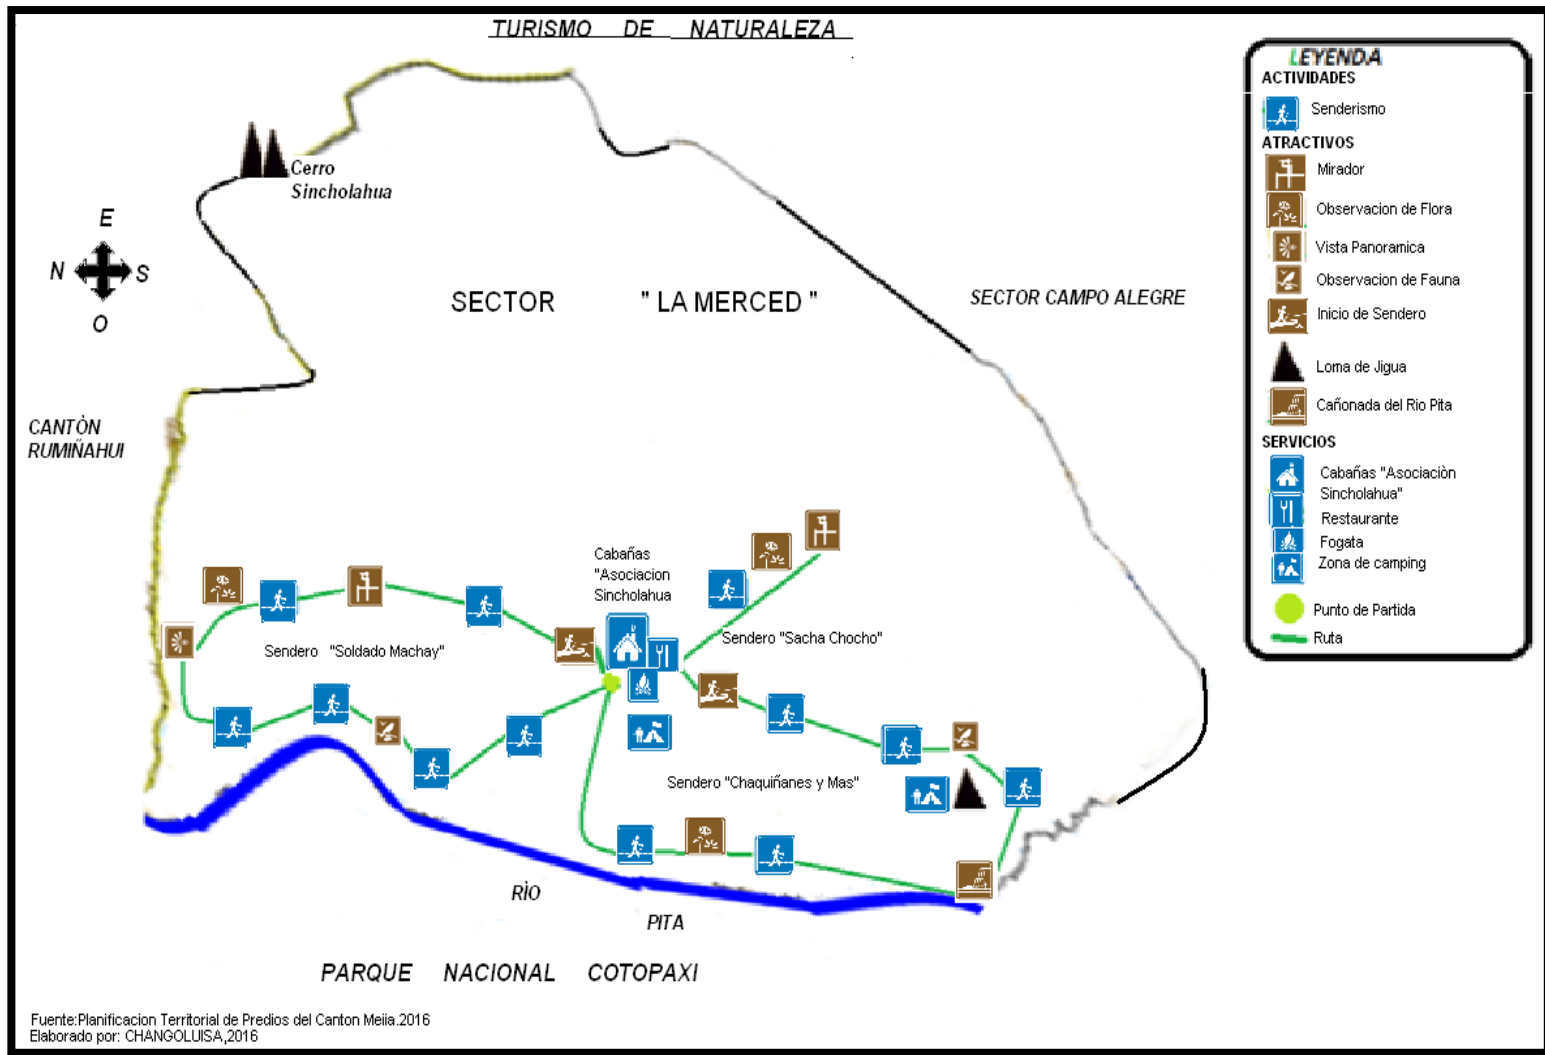 TURISMO DE NATURALEZA
Cerro
Sincholahua
E
N
S
O
SECTOR " LA MERCED "
SECTOR CAMPO ALEGRE
CANTÒN
RUMIÑAHUI
Cabañas
"Asociacion
Sincholahua
Sendero "Soldado Machay"
Sendero "Sacha Chocho"
Sendero "Chaquiñanes y Mas"
RÌO
PITA
PARQUE NACIONAL COTOPAXI
Fuente:Planificacion Territorial de Predios del Canton Mejia.2016
Elaborado por: CHANGOLUISA,2016
LEYENDA
ACTIVIDADES
Senderismo
ATRACTIVOS
Mirador
Observacion de Flora
Vista Panoramica
Observacion de Fauna
Inicio de Sendero
Loma de Jigua
Cañonada del Rio Pita
SERVICIOS
Cabañas "Asociaciòn
Sincholahua"
Restaurante
Fogata
Zona de camping
Punto de Partida
Ruta